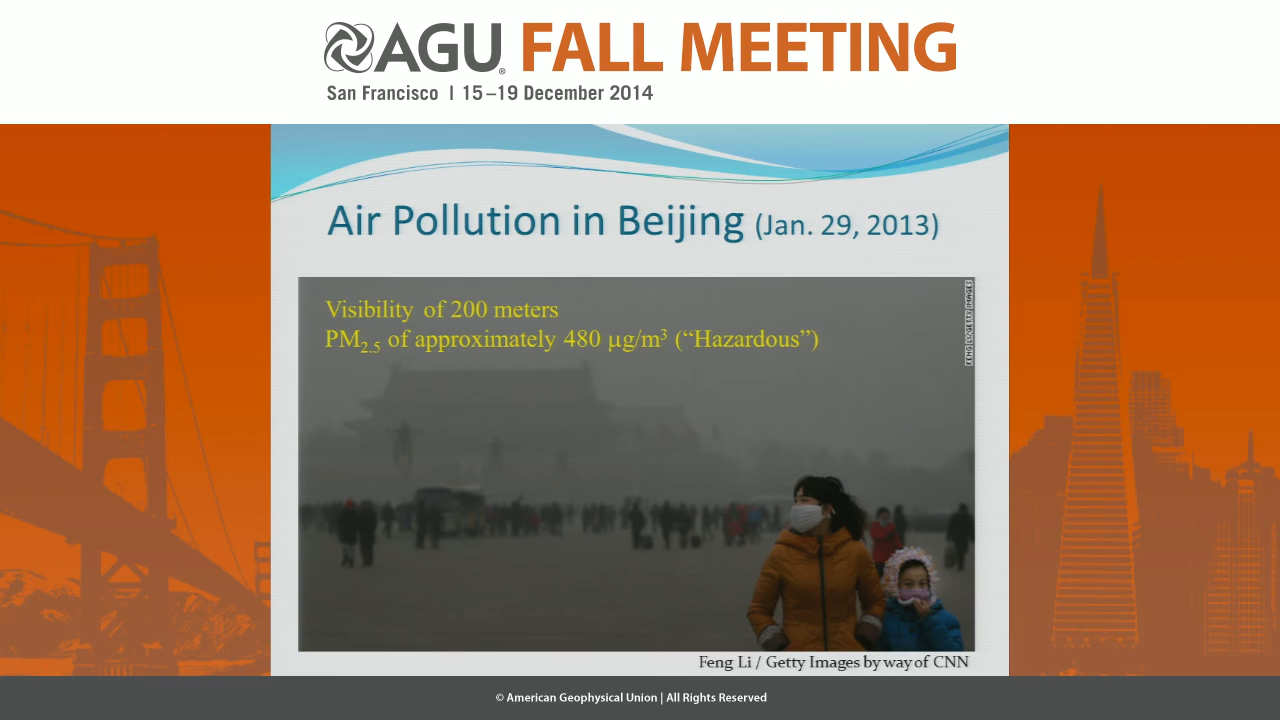 AGU® FALL MEETING
San Francisco | 15–19 December 2014
Air Pollution in Beijing (Jan. 29, 2013)
Visibility of 200 meters
PM2.5 of approximately 480 µg/m³ (“Hazardous”)
FENG LI/GETTY IMAGES
Feng Li / Getty Images by way of CNN
© American Geophysical Union | All Rights Reserved